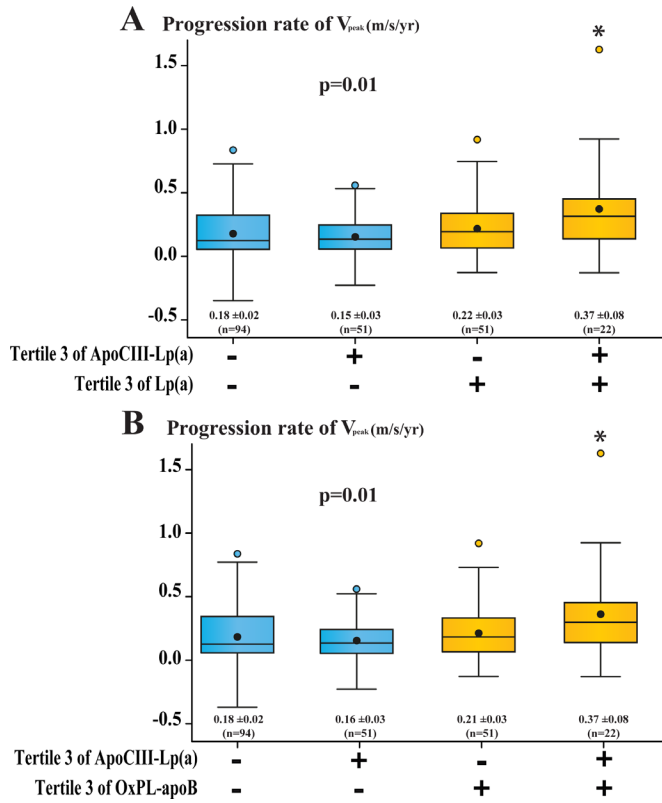 A Progression rate of Vpeak (m/s/yr)
*
1.5
p=0.01
1.0
0.5
0.0
-0.5
0.18 ±0.02 0.15 ±0.03 0.22 ±0.03 0.37 ±0.08
(n=94) (n=51) (n=51) (n=22)
Tertile 3 of ApoCIII-Lp(a) - + - +
Tertile 3 of Lp(a) - - + +
B Progression rate of Vpeak (m/s/yr)
*
1.5
p=0.01
1.0
0.5
0.0
-0.5
0.18 ±0.02 0.16 ±0.03 0.21 ±0.03 0.37 ±0.08
(n=94) (n=51) (n=51) (n=22)
Tertile 3 of ApoCIII-Lp(a) - + - +
Tertile 3 of OxPL-apoB - - + +